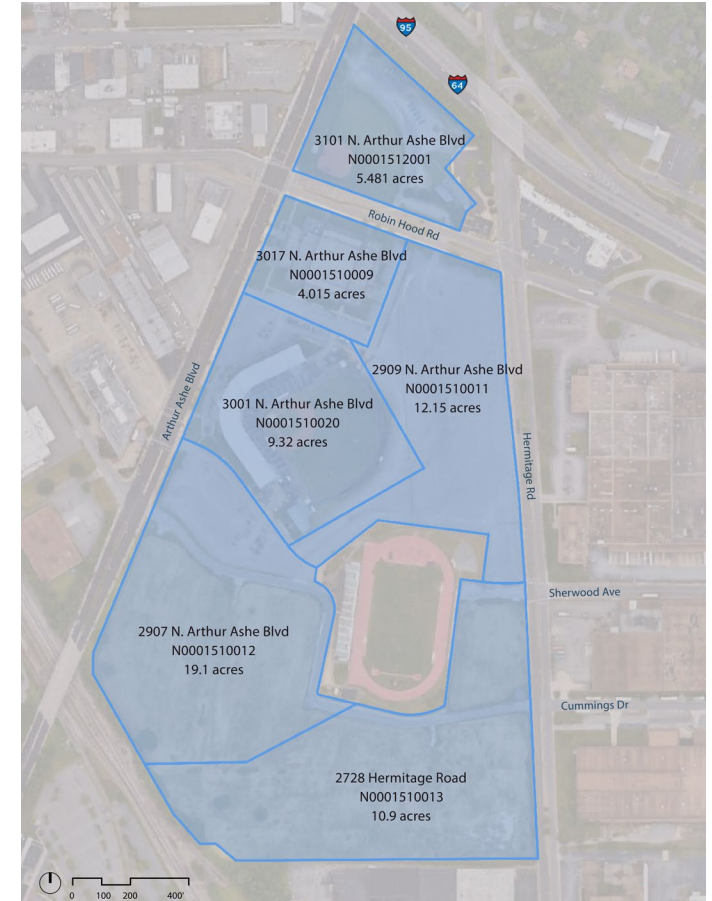 95
64
3101 N. Arthur Ashe Blvd
N0001512001
5.481 acres
Robin Hood Rd
3017 N. Arthur Ashe Blvd
N0001510009
4.015 acres
2909 N. Arthur Ashe Blvd
N0001510011
12.15 acres
Arthur Ashe Blvd
3001 N. Arthur Ashe Blvd
N0001510020
9.32 acres
Hermitage Rd
Sherwood Ave
2907 N. Arthur Ashe Blvd
N0001510012
19.1 acres
Cummings Dr
2728 Hermitage Road
N0001510013
10.9 acres
0 100 200 400'